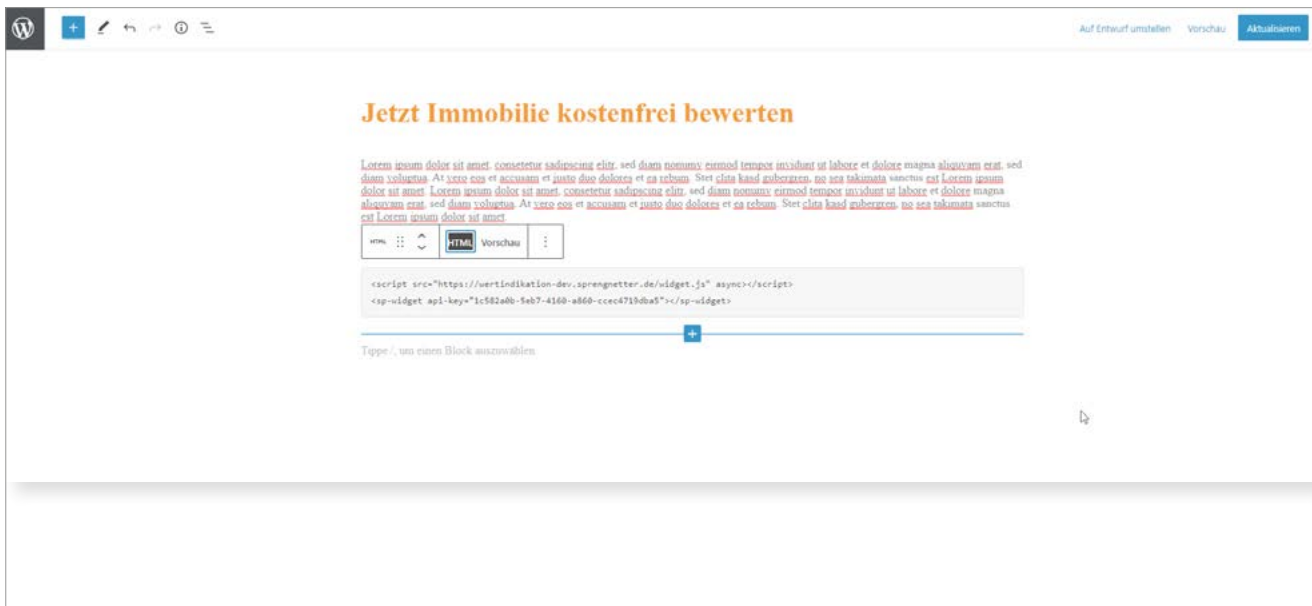 Auf Entwurf umstellen Vorschau Aktualisieren
Jetzt Immobilie kostenfrei bewerten
Lorem ipsum dolor sit amet, consetetur sadipscing elitr, sed diam nonumy eirmod tempor invidunt ut labore et dolore magna aliquyam erat, sed
diam voluptua. At vero eos et accusam et justo duo dolores et ea rebum. Stet clita kasd gubergren, no sea takimata sanctus est Lorem ipsum
dolor sit amet. Lorem ipsum dolor sit amet, consetetur sadipscing elitr, sed diam nonumy eirmod tempor invidunt ut labore et dolore magna
aliquyam erat, sed diam voluptua. At vero eos et accusam et justo duo dolores et ea rebum. Stet clita kasd gubergren, no sea takimata sanctus
est Lorem ipsum dolor sit amet.
HTML HTML Vorschau
<script src="https://wertindikation-dev.sprengnetter.de/widget.js" async></script>
<sp-widget api-key="1c582a0b-5eb7-4160-a860-ccec4719dba5"></sp-widget>
Tippe /, um einen Block auszuwählen